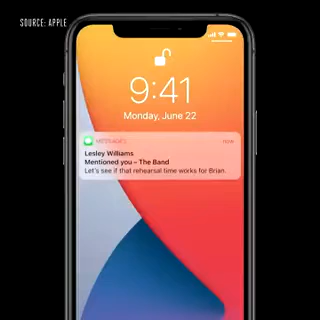 SOURCE: APPLE
9:41
Monday, June 22
MESSAGES
now
Lesley Williams
Mentioned you – The Band
Let's see if that rehearsal time works for Brian.